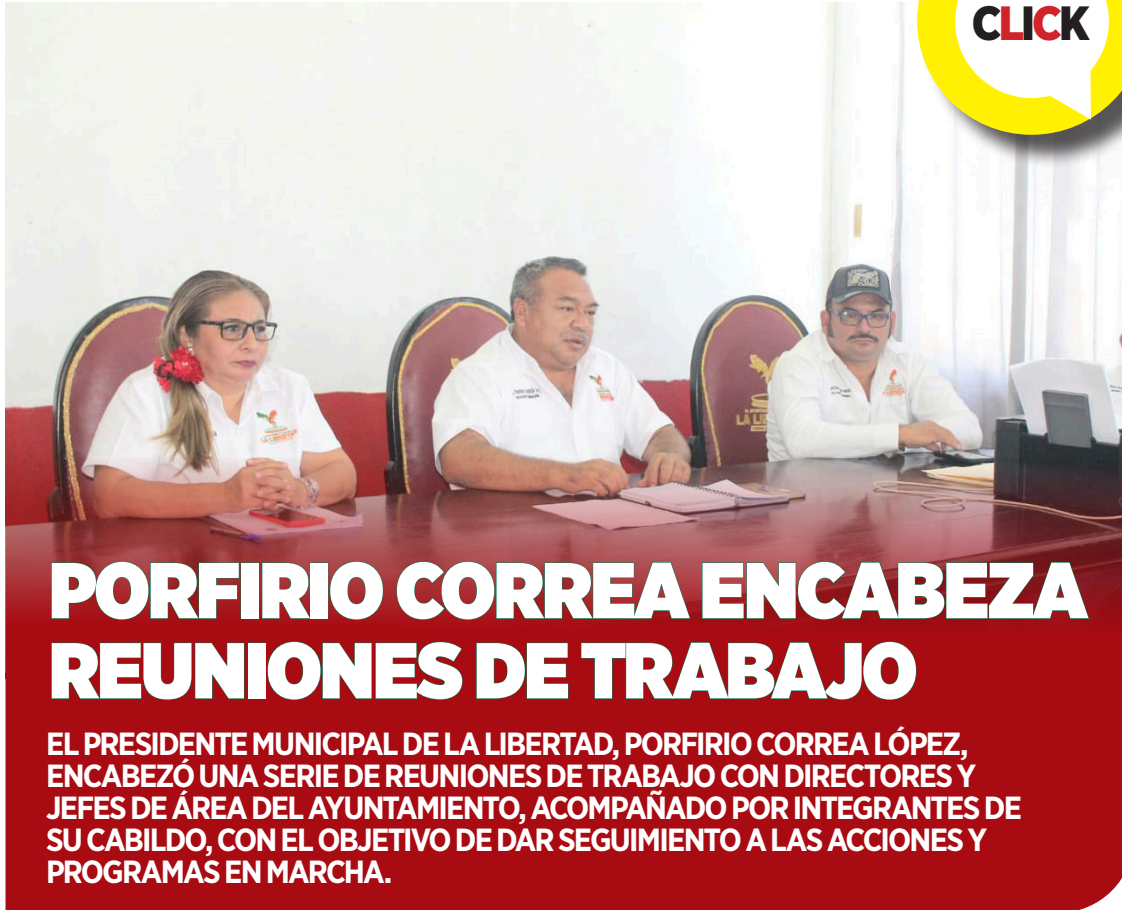 CLICK
LA LIBERTAD
PORFIRIO CORREA ENCABEZA
REUNIONES DE TRABAJO
EL PRESIDENTE MUNICIPAL DE LA LIBERTAD, PORFIRIO CORREA LÓPEZ,
ENCABEZÓ UNA SERIE DE REUNIONES DE TRABAJO CON DIRECTORES Y
JEFES DE ÁREA DEL AYUNTAMIENTO, ACOMPAÑADO POR INTEGRANTES DE
SU CABILDO, CON EL OBJETIVO DE DAR SEGUIMIENTO A LAS ACCIONES Y
PROGRAMAS EN MARCHA.